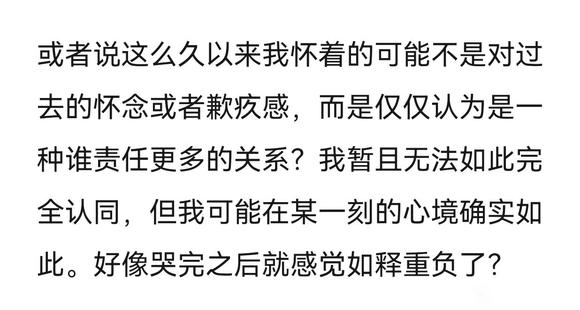 或者说这么久以来我怀着的可能不是对过
去的怀念或者歉疚感，而是仅仅认为是一
种谁责任更多的关系？我暂且无法如此完
全认同，但我可能在某一刻的心境确实如
此。好像哭完之后就感觉如释重负了？